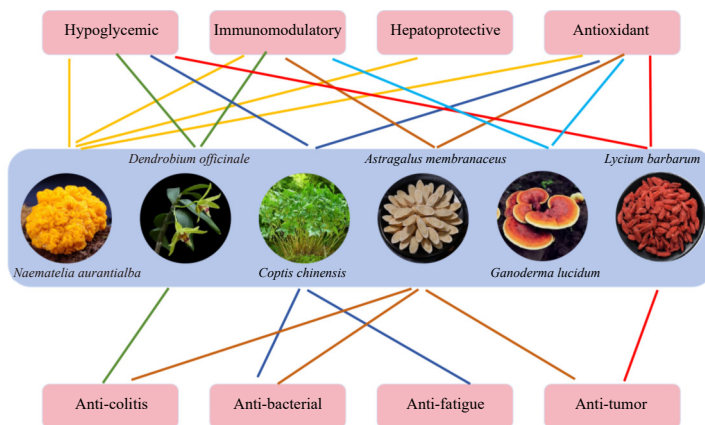 Hypoglycemic
Immunomodulatory
Hepatoprotective
Antioxidant
Dendrobium officinale
Astragalus membranaceus
Lycium barbarum
Naematelia aurantialba
Coptis chinensis
Ganoderma lucidum
Anti-colitis
Anti-bacterial
Anti-fatigue
Anti-tumor